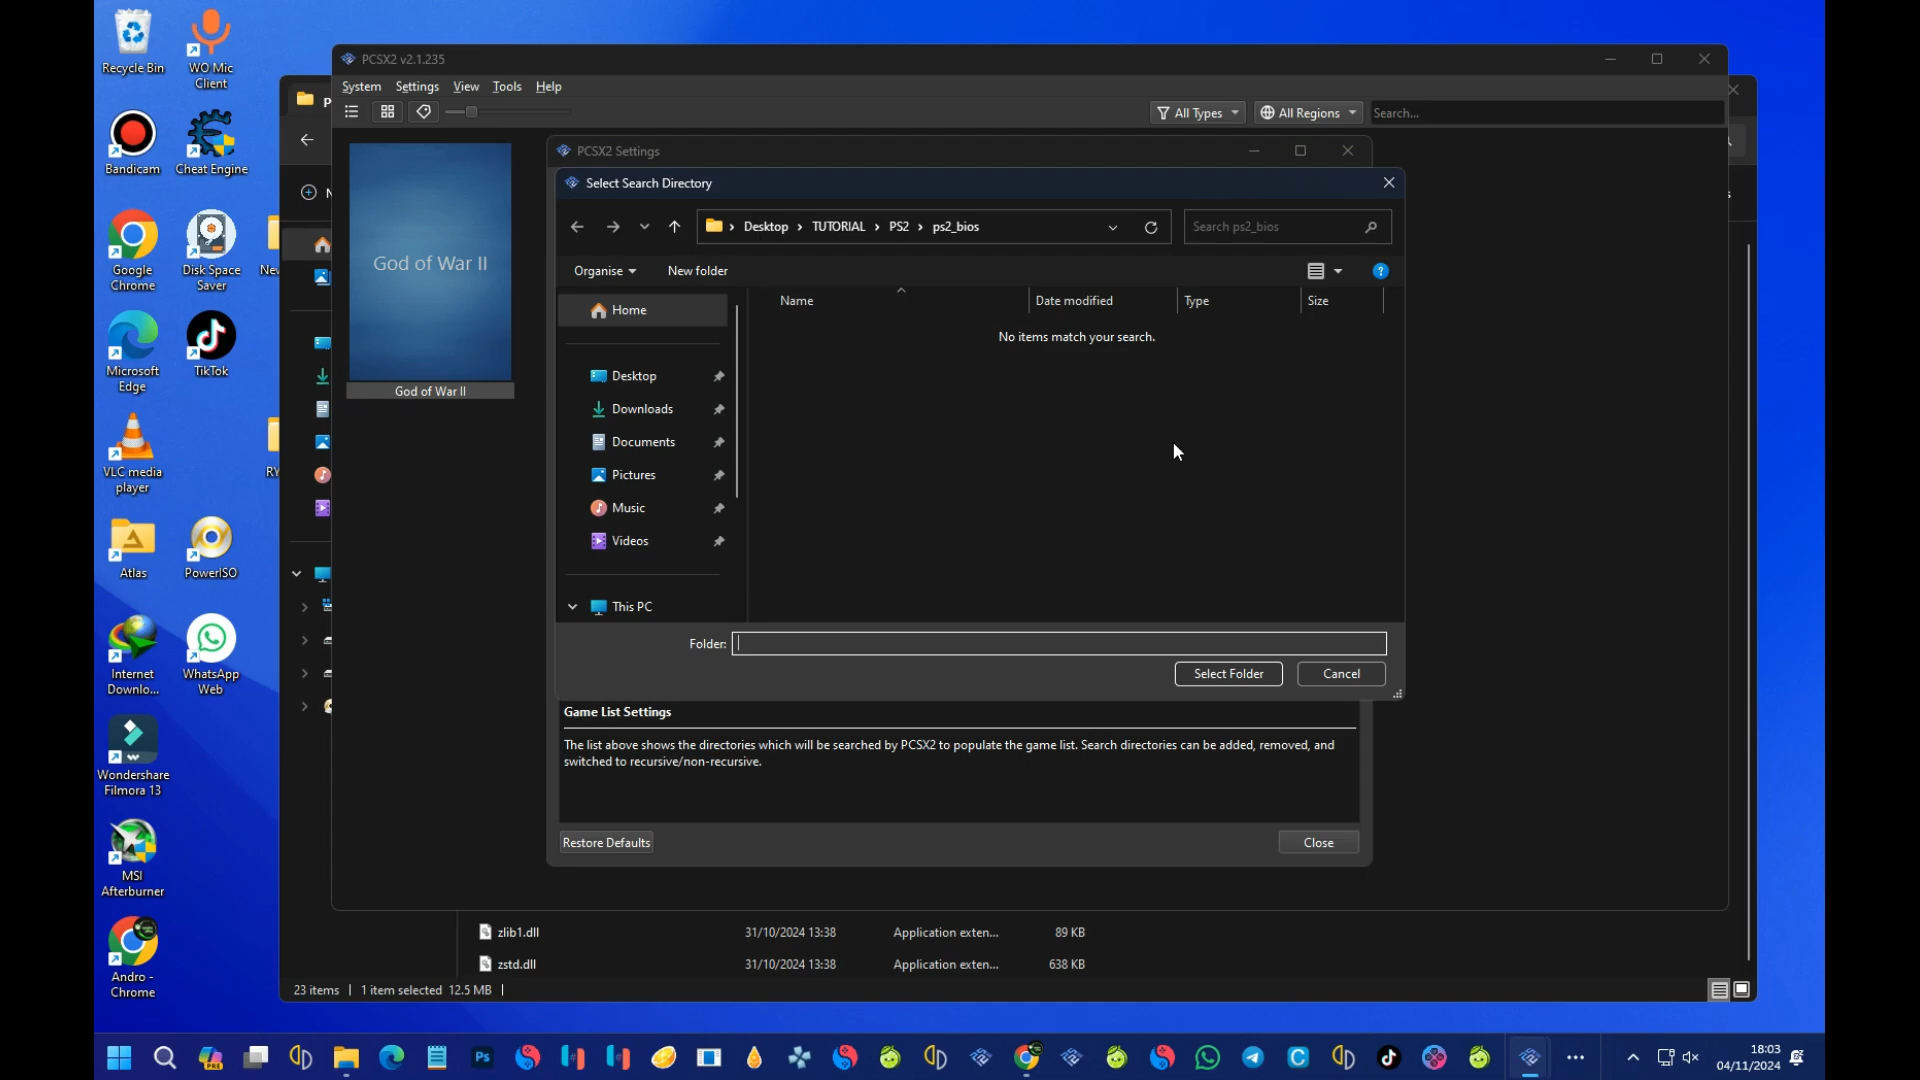 Recycle Bin
WO Mic
Client
Bandicam
Cheat Engine
Google
Chrome
Disk Space
Saver
Microsoft
Edge
TikTok
VLC media
player
Atlas
PowerISO
Internet
Downlo...
WhatsApp
Web
Wondershare
Filmora 13
MSI
Afterburner
Andro -
Chrome
PCSX2 v2.1.235
System
Settings
View
Tools
Help
All Types
All Regions
Search...
God of War II
God of War II
PCSX2 Settings
Select Search Directory
Desktop
TUTORIAL
PS2
ps2_bios
Search ps2_bios
Organise
New folder
Home
Desktop
Downloads
Documents
Pictures
Music
Videos
This PC
Name
Date modified
Type
Size
No items match your search.
Folder:
Select Folder
Cancel
Game List Settings
The list above shows the directories which will be searched by PCSX2 to populate the game list. Search directories can be added, removed, and
switched to recursive/non-recursive.
Restore Defaults
Close
zlib1.dll 31/10/2024 13:38 Application exten... 89 KB
zstd.dll 31/10/2024 13:38 Application exten... 638 KB
23 items | 1 item selected 12.5 MB |
PRE
Ps
18:03
04/11/2024